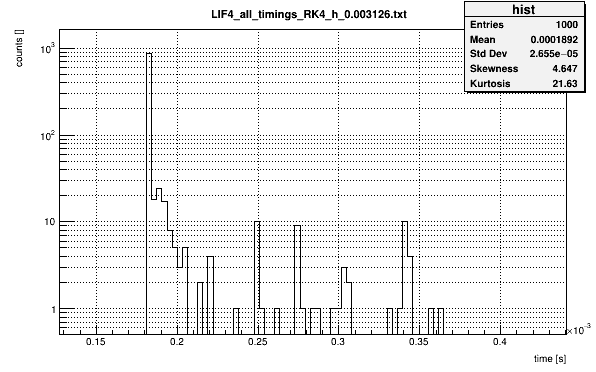 LIF4_all_timings_RK4_h_0.003126.txt
hist
Entries 1000
Mean 0.0001892
Std Dev 2.655e−05
Skewness 4.647
Kurtosis 21.63
counts []
10³
10²
10
1
0.15 0.2 0.25 0.3 0.35 0.4
×10⁻³
time [s]